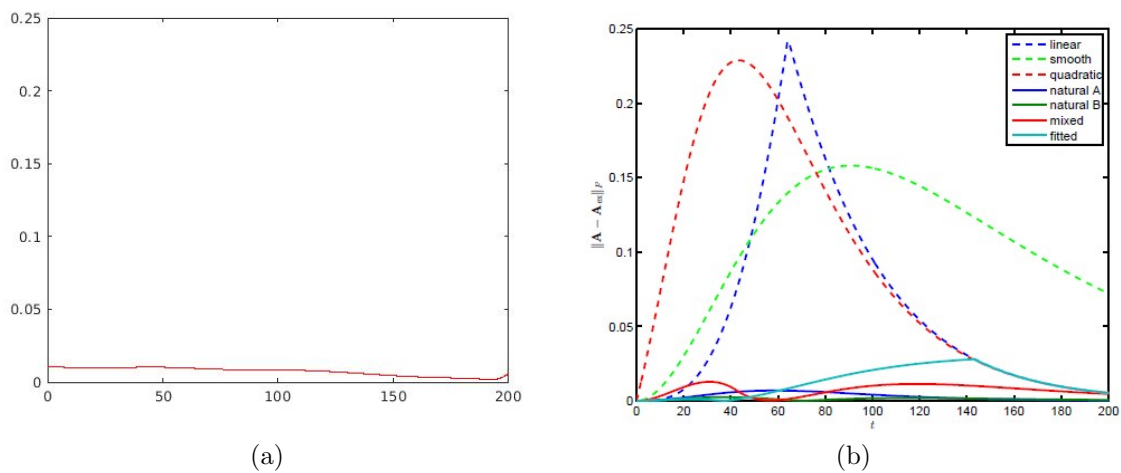 0.25
0.2
0.15
0.1
0.05
0
0 50 100 150 200
(a)
0.25
0.2
0.15
0.1
0.05
0
‖A − A_ex‖_F
0 20 40 60 80 100 120 140 160 180 200
t
linear
smooth
quadratic
natural A
natural B
mixed
fitted
(b)